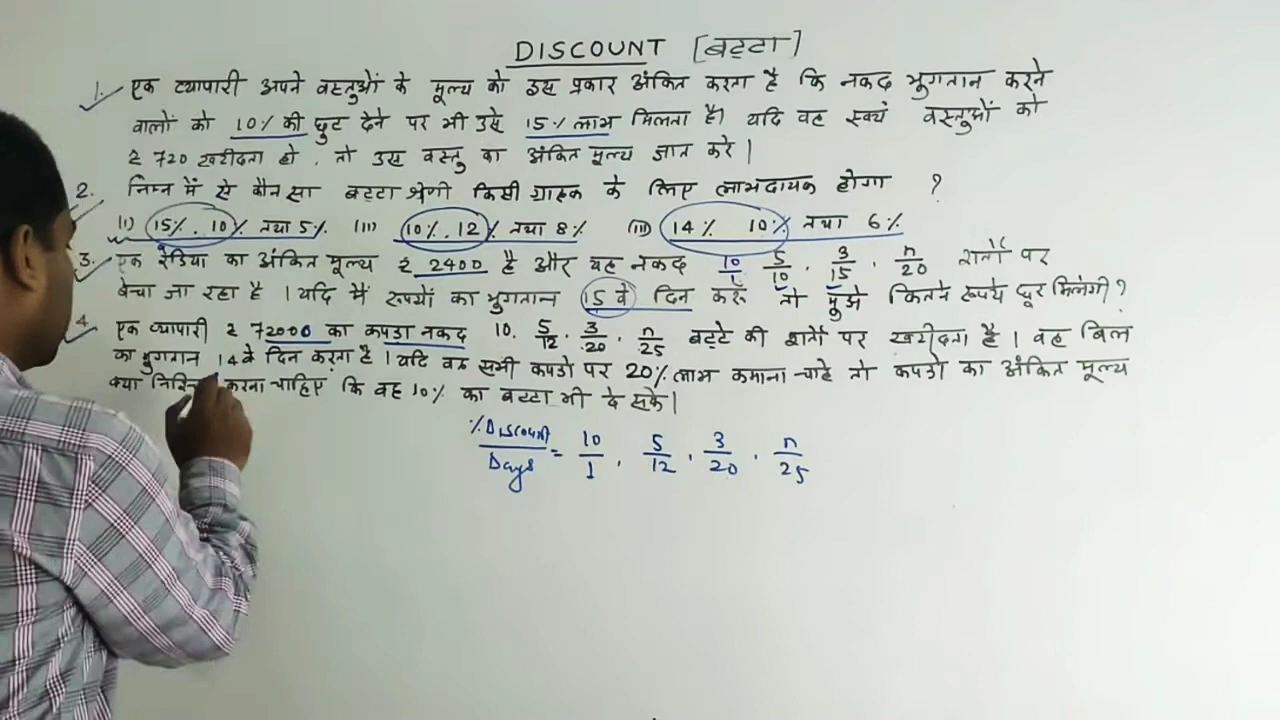 DISCOUNT [बट्टा]
1. एक व्यापारी अपने वस्तुओं के मूल्य को इस प्रकार अंकित करता है कि नकद भुगतान करने
वालों को 10% की छुट देने पर भी उसे 15% लाभ मिलता है। यदि वह स्वयं वस्तुओं को
₹ 720 खरीदता हो, तो उस वस्तु का अंकित मूल्य ज्ञात करे।
2. निम्न में से कौन सा बट्टा श्रेणी किसी ग्राहक के लिए लाभदायक होगा ?
(i) 15%, 10% तथा 5% (ii) 10%, 12% तथा 8% (iii) 14% 10% तथा 6%
3. एक रेडियो का अंकित मूल्य ₹ 2400 है और यह नकद 10/1, 5/10, 3/15, n/20 शर्तो पर
बेचा जा रहा है। यदि मैं रूपयों का भुगतान 15 वें दिन करूँ तो मुझे कितने रूपये छूट मिलेगी ?
4. एक व्यापारी ₹ 72000 का कपडा नकद 10, 5/12, 3/20, n/25 बट्टे की शर्तो पर खरीदता है। वह बिल
का भुगतान 14वे दिन करता है। यदि वह सभी कपडो पर 20% लाभ कमाना चाहे तो कपडो का अंकित मूल्य
क्या करना चाहिए कि वह 10% का बट्टा भी दे सके।
% Discount/Days = 10/1, 5/12, 3/20, n/25